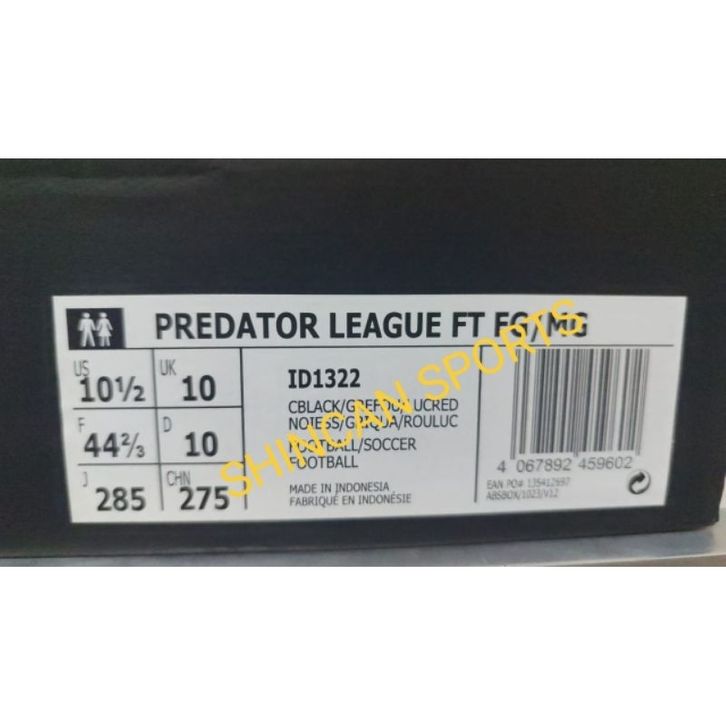 PREDATOR LEAGUE FT FG/MG
US 10½ UK 10
F 44⅔ D 10
J 285 CHN 275
ID1322
CBLACK/GREFOU/LUCRED
NOIESS/GRIQUA/ROULUC
FOOTBALL/SOCCER
FOOTBALL
MADE IN INDONESIA
FABRIQUÉ EN INDONÉSIE
4 067892 459602
EAN PO# 135412697
ABSBOX/1023/V12
SHINCAN SPORTS